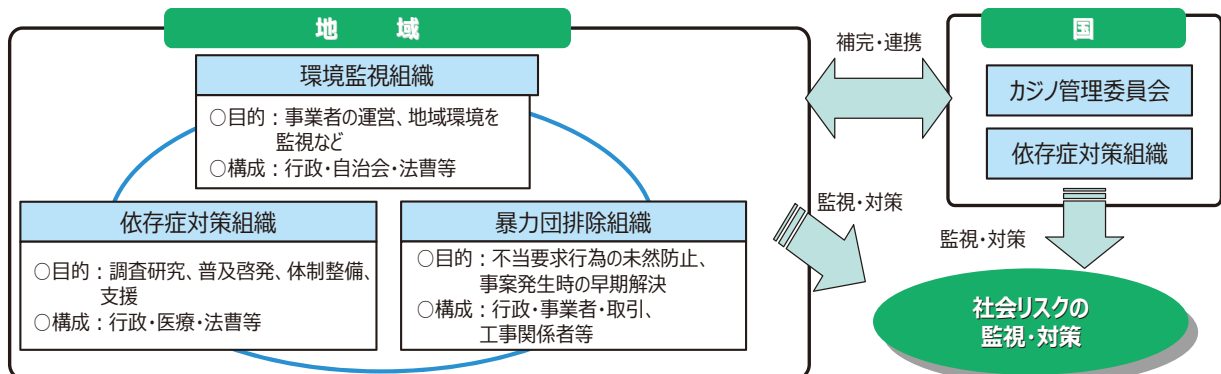 地　域
環境監視組織
○目的：事業者の運営、地域環境を
監視など
○構成：行政・自治会・法曹等
依存症対策組織
○目的：調査研究、普及啓発、体制整備、
支援
○構成：行政・医療・法曹等
暴力団排除組織
○目的：不当要求行為の未然防止、
事案発生時の早期解決
○構成：行政・事業者・取引、
工事関係者等
補完・連携
監視・対策
国
カジノ管理委員会
依存症対策組織
監視・対策
社会リスクの
監視・対策